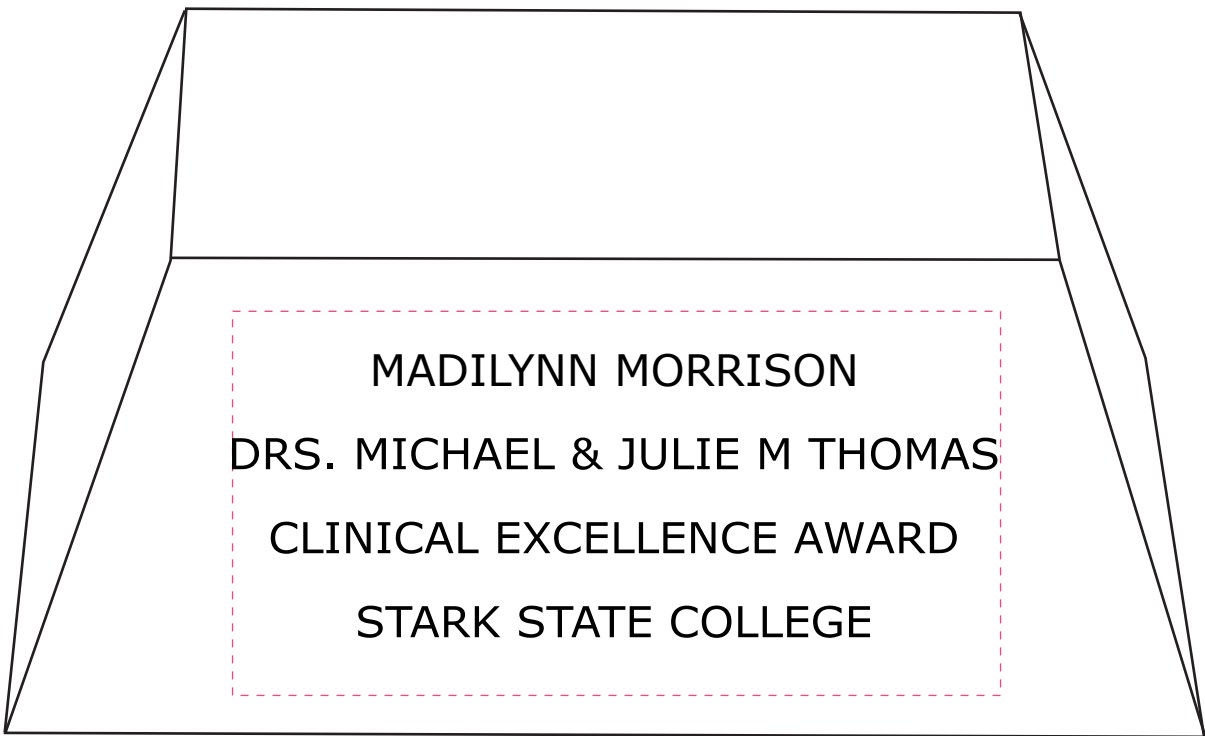 MADILYNN MORRISON
DRS. MICHAEL & JULIE M THOMAS
CLINICAL EXCELLENCE AWARD
STARK STATE COLLEGE